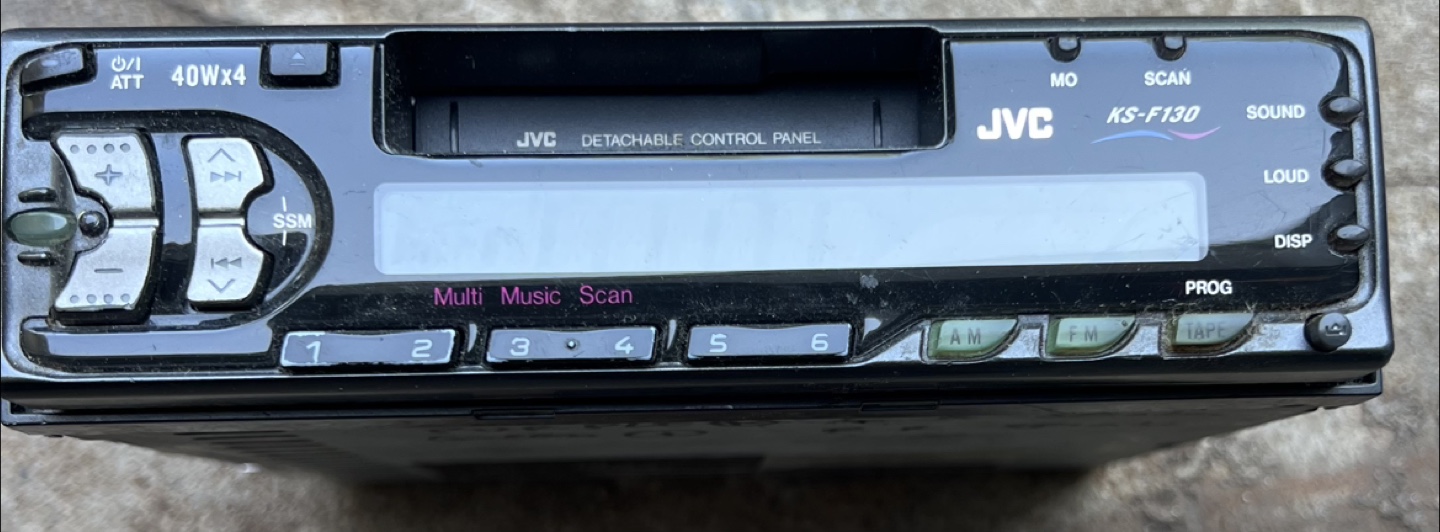 ⏻/I
ATT
40Wx4
MO
SCAN
JVC DETACHABLE CONTROL PANEL
JVC
KS-F130
SOUND
LOUD
SSM
DISP
Multi Music Scan
PROG
1 2 3 4 5 6
AM FM TAPE